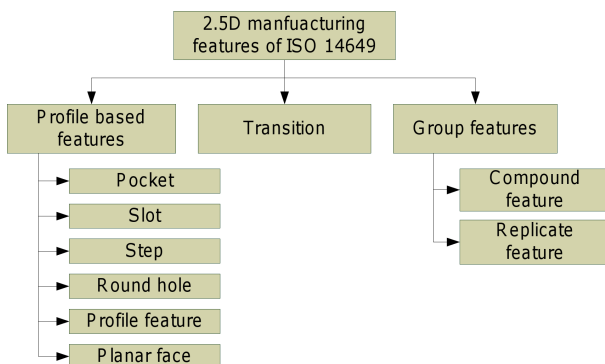 2.5D manfuacturing
features of ISO 14649
Profile based
features
Transition
Group features
Pocket
Slot
Step
Round hole
Profile feature
Planar face
Compound
feature
Replicate
feature